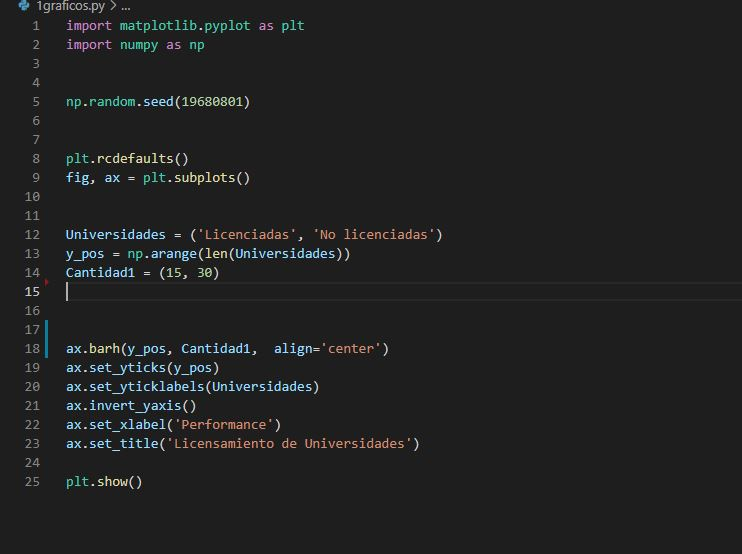 1graficos.py > ...
1 import matplotlib.pyplot as plt
2 import numpy as np
3
4
5 np.random.seed(19680801)
6
7
8 plt.rcdefaults()
9 fig, ax = plt.subplots()
10
11
12 Universidades = ('Licenciadas', 'No licenciadas')
13 y_pos = np.arange(len(Universidades))
14 Cantidad1 = (15, 30)
15
16
17
18 ax.barh(y_pos, Cantidad1,  align='center')
19 ax.set_yticks(y_pos)
20 ax.set_yticklabels(Universidades)
21 ax.invert_yaxis()
22 ax.set_xlabel('Performance')
23 ax.set_title('Licensamiento de Universidades')
24
25 plt.show()